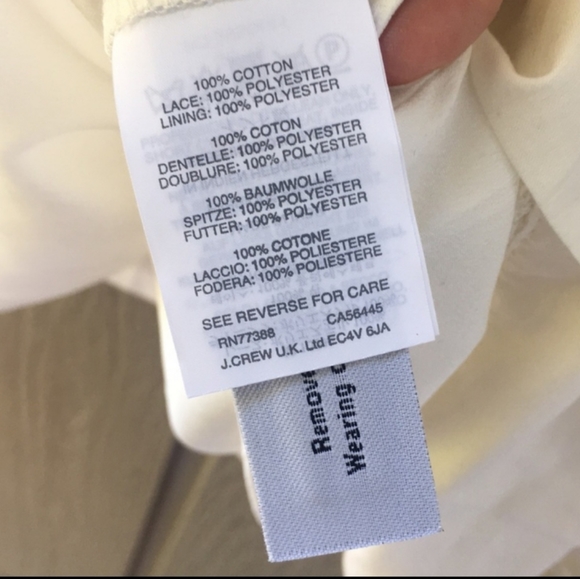 100% COTTON
LACE: 100% POLYESTER
LINING: 100% POLYESTER
100% COTON
DENTELLE: 100% POLYESTER
DOUBLURE: 100% POLYESTER
100% BAUMWOLLE
SPITZE: 100% POLYESTER
FUTTER: 100% POLYESTER
100% COTONE
LACCIO: 100% POLIESTERE
FODERA: 100% POLIESTERE
SEE REVERSE FOR CARE
RN77388 CA56445
J.CREW U.K. Ltd EC4V 6JA
Remove
Wearing